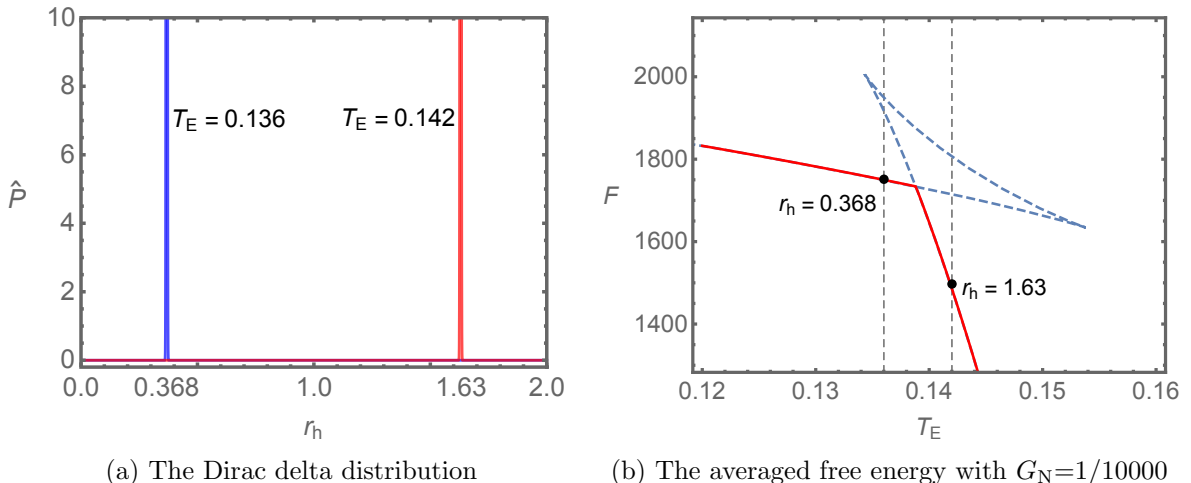 10
8
6
4
2
0
P̂
T_E = 0.136
T_E = 0.142
0.0 0.368 1.0 1.63 2.0
r_h
(a) The Dirac delta distribution
2000
1800
1600
1400
F
r_h = 0.368
r_h = 1.63
0.12 0.13 0.14 0.15 0.16
T_E
(b) The averaged free energy with G_N=1/10000